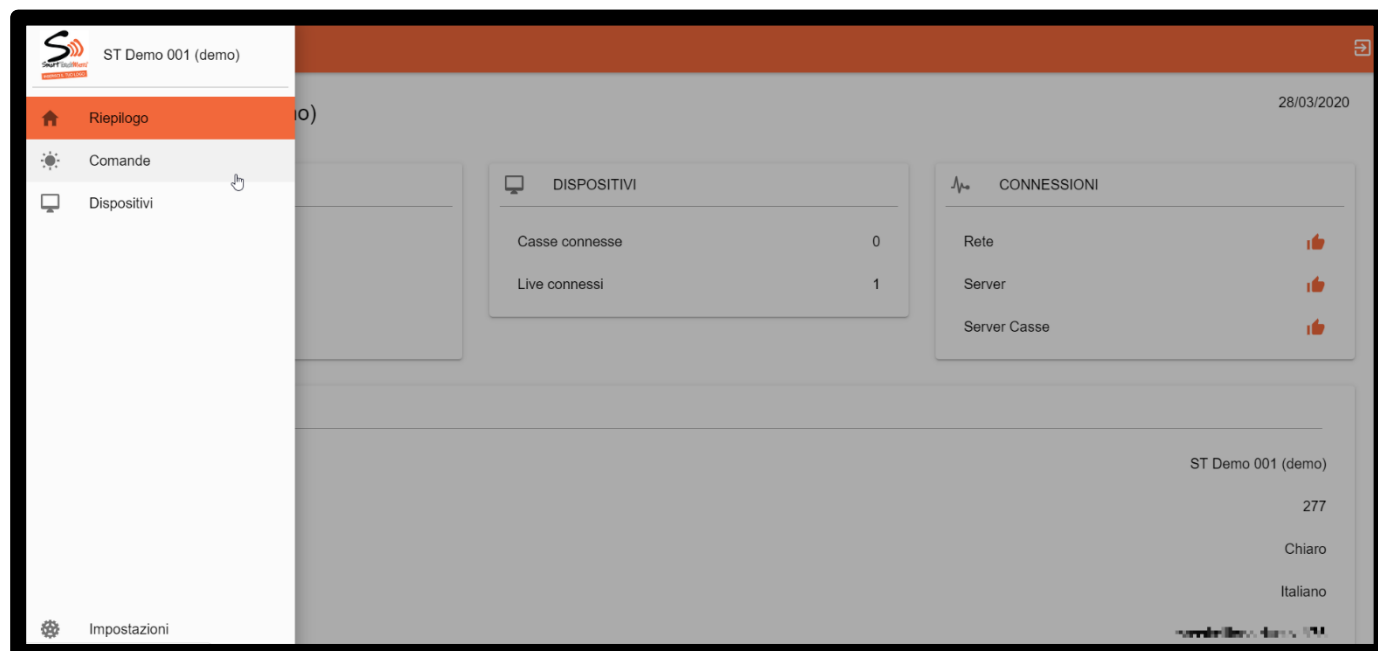 ST Demo 001 (demo)
Riepilogo
Comande
Dispositivi
Impostazioni
28/03/2020
DISPOSITIVI
Casse connesse 0
Live connessi 1
CONNESSIONI
Rete
Server
Server Casse
ST Demo 001 (demo)
277
Chiaro
Italiano